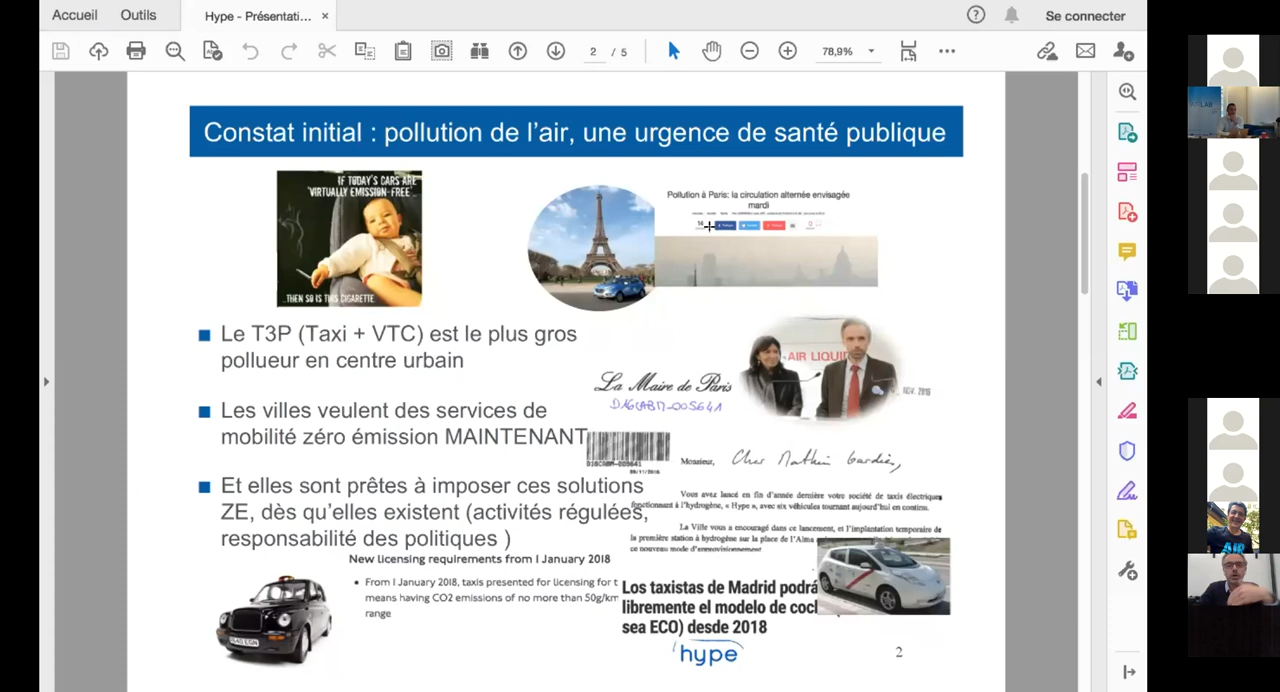 Accueil
Outils
Hype - Présentati... ×
Se connecter
2 / 5
78,9%
Constat initial : pollution de l'air, une urgence de santé publique
IF TODAY'S CARS ARE
'VIRTUALLY EMISSION-FREE'...
...THEN SO IS THIS CIGARETTE.
Pollution à Paris: la circulation alternée envisagée
mardi
Le T3P (Taxi + VTC) est le plus gros
pollueur en centre urbain
AIR LIQUI
La Maire de Paris
NOV. 2016
Les villes veulent des services de
mobilité zéro émission MAINTENANT
Monsieur, Cher Mathieu Gardies,
Et elles sont prêtes à imposer ces solutions
ZE, dès qu'elles existent (activités régulées,
responsabilité des politiques )
Vous avez lancé en fin d'année dernière votre société de taxis électriques
fonctionnant à l'hydrogène, « Hype », avec six véhicules tournant aujourd'hui en continu.
La Ville vous a encouragé dans ce lancement, et l'implantation temporaire de
la première station à hydrogène sur la place de l'Alma
ce nouveau mode d'approvisionnement
New licensing requirements from 1 January 2018
From 1 January 2018, taxis presented for licensing for t
means having CO2 emissions of no more than 50g/km
range
Los taxistas de Madrid podrá
libremente el modelo de coc
sea ECO) desde 2018
hype
2